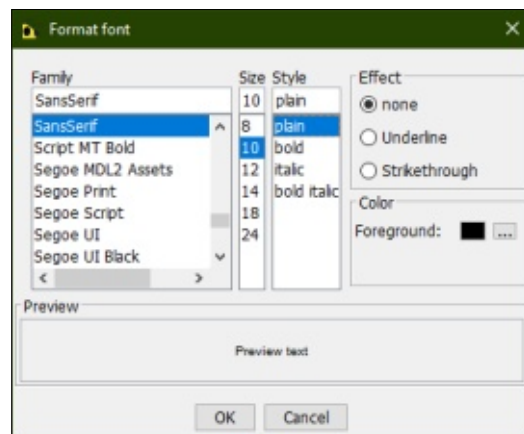 Format font
Family
SansSerif
SansSerif
Script MT Bold
Segoe MDL2 Assets
Segoe Print
Segoe Script
Segoe UI
Segoe UI Black
Size
10
8
10
12
14
18
24
Style
plain
plain
bold
italic
bold italic
Effect
none
Underline
Strikethrough
Color
Foreground:
...
Preview
Preview text
OK
Cancel